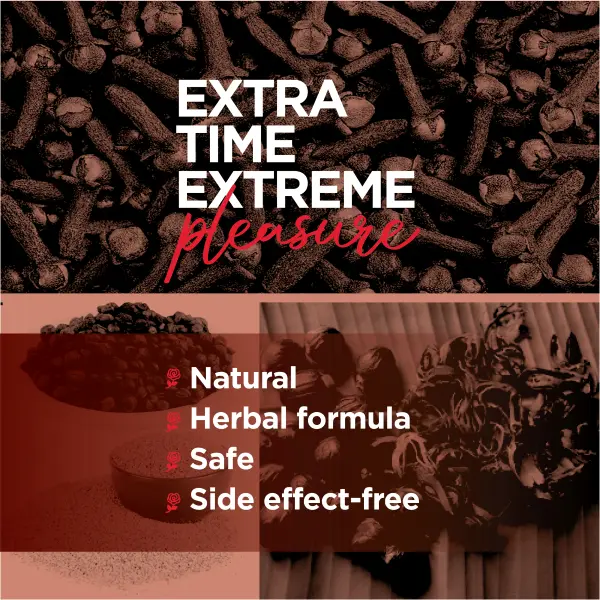 EXTRA
TIME
EXTREME
pleasure
Natural
Herbal formula
Safe
Side effect-free